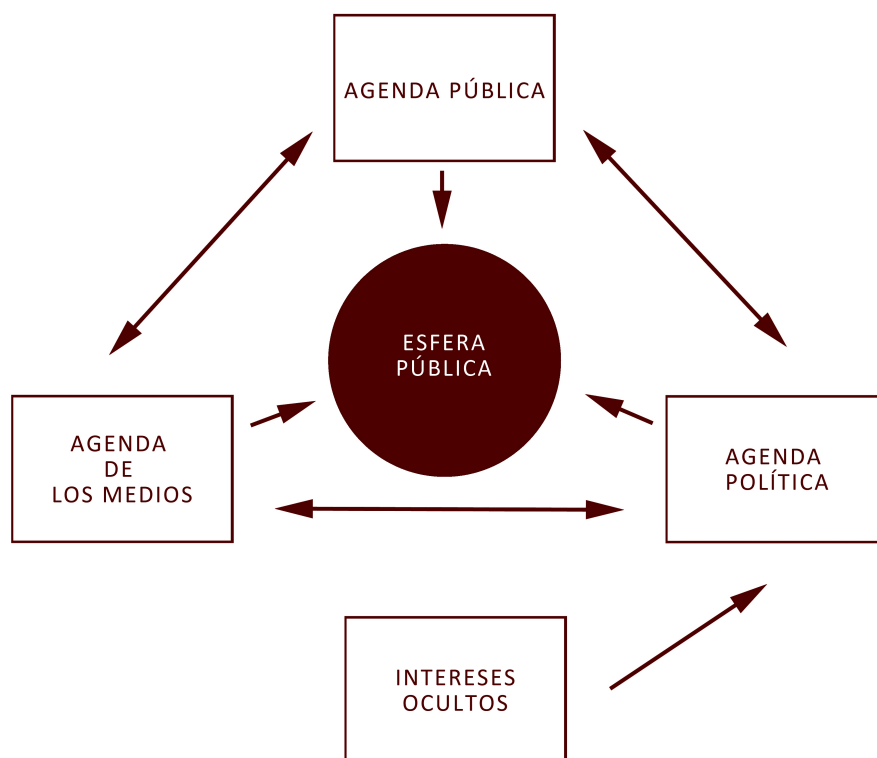 AGENDA PÚBLICA
ESFERA
PÚBLICA
AGENDA
DE
LOS MEDIOS
AGENDA
POLÍTICA
INTERESES
OCULTOS